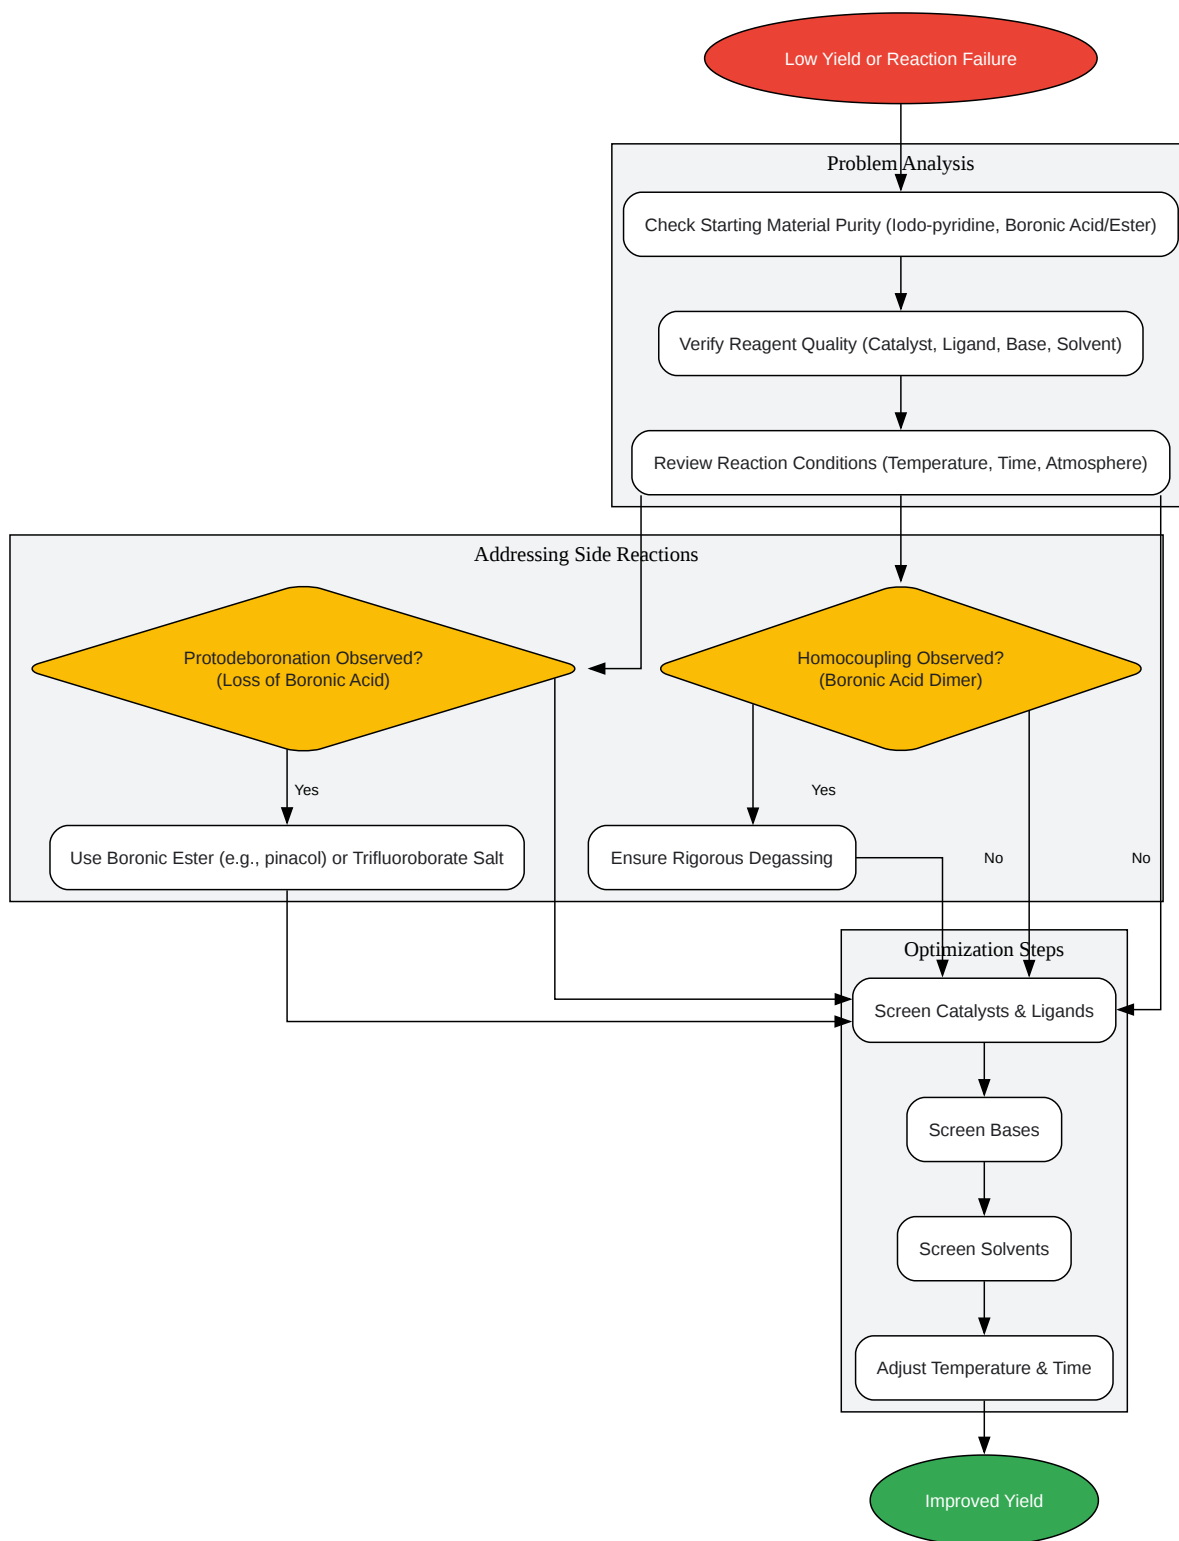 Low Yield or Reaction Failure
Problem Analysis
Check Starting Material Purity (Iodo-pyridine, Boronic Acid/Ester)
Verify Reagent Quality (Catalyst, Ligand, Base, Solvent)
Review Reaction Conditions (Temperature, Time, Atmosphere)
Addressing Side Reactions
Protodeboronation Observed?
(Loss of Boronic Acid)
Homocoupling Observed?
(Boronic Acid Dimer)
Yes
Yes
Use Boronic Ester (e.g., pinacol) or Trifluoroborate Salt
Ensure Rigorous Degassing
No
No
Optimization Steps
Screen Catalysts & Ligands
Screen Bases
Screen Solvents
Adjust Temperature & Time
Improved Yield